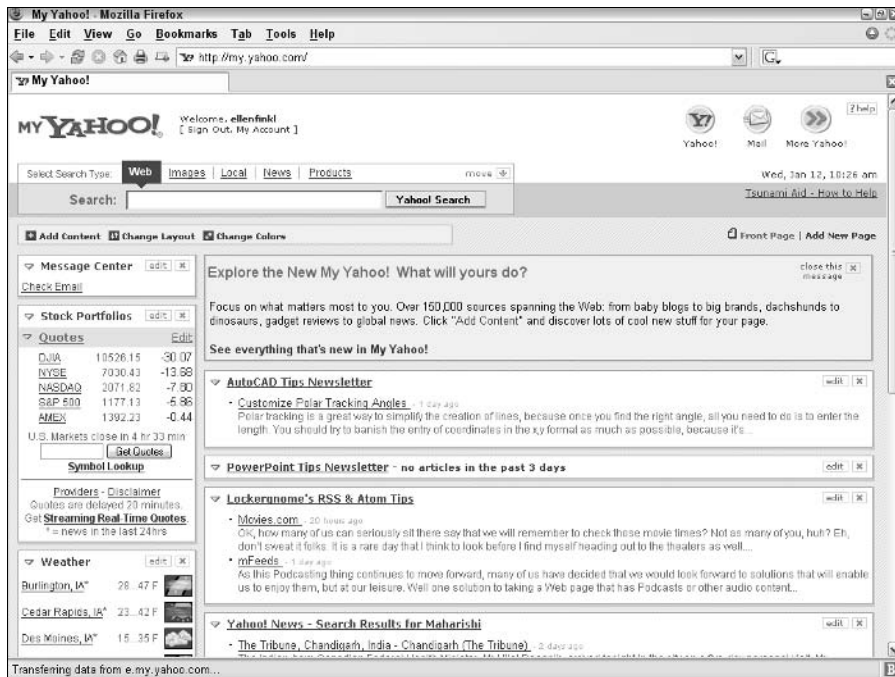 My Yahoo! - Mozilla Firefox
File Edit View Go Bookmarks Tab Tools Help
http://my.yahoo.com/
G
My Yahoo!
MY YAHOO!
Welcome, ellenfinkl
[ Sign Out, My Account ]
Yahoo! Mail More Yahoo!
? help
Select Search Type: Web Images | Local | News | Products move
Wed, Jan 12, 10:26 am
Search: Yahoo! Search
Tsunami Aid - How to Help
Add Content Change Layout Change Colors
Front Page | Add New Page
Message Center edit
Check Email
Stock Portfolios edit
Quotes Edit
DJIA 10526.15 -30.07
NYSE 7030.43 -13.68
NASDAQ 2071.82 -7.80
S&P 500 1177.13 -5.86
AMEX 1392.23 -0.44
U.S. Markets close in 4 hr 33 min
Get Quotes
Symbol Lookup
Providers - Disclaimer
Quotes are delayed 20 minutes.
Get Streaming Real-Time Quotes.
* = news in the last 24hrs
Weather edit
Burlington, IA* 28...47 F
Cedar Rapids, IA* 23...42 F
Des Moines, IA* 15...35 F
Explore the New My Yahoo! What will yours do?
close this message
Focus on what matters most to you. Over 150,000 sources spanning the Web: from baby blogs to big brands, dachshunds to
dinosaurs, gadget reviews to global news. Click "Add Content" and discover lots of cool new stuff for your page.
See everything that's new in My Yahoo!
AutoCAD Tips Newsletter edit
Customize Polar Tracking Angles - 1 day ago
Polar tracking is a great way to simplify the creation of lines, because once you find the right angle, all you need to do is to enter the
length. You should try to banish the entry of coordinates in the x,y format as much as possible, because it's...
PowerPoint Tips Newsletter - no articles in the past 3 days edit
Lockergnome's RSS & Atom Tips edit
Movies.com - 20 hours ago
OK, how many of us can seriously sit there say that we will remember to check those movie times? Not as many of you, huh? Eh,
don't sweat it folks. It is a rare day that I think to look before I find myself heading out to the theaters as well....
mFeeds - 1 day ago
As this Podcasting thing continues to move forward, many of us have decided that we would look forward to solutions that will enable
us to enjoy them, but at our leisure. Well one solution to taking a Web page that has Podcasts or other audio content...
Yahoo! News - Search Results for Maharishi edit
The Tribune, Chandigarh, India - Chandigarh (The Tribune) - 2 days ago
Transferring data from e.my.yahoo.com...